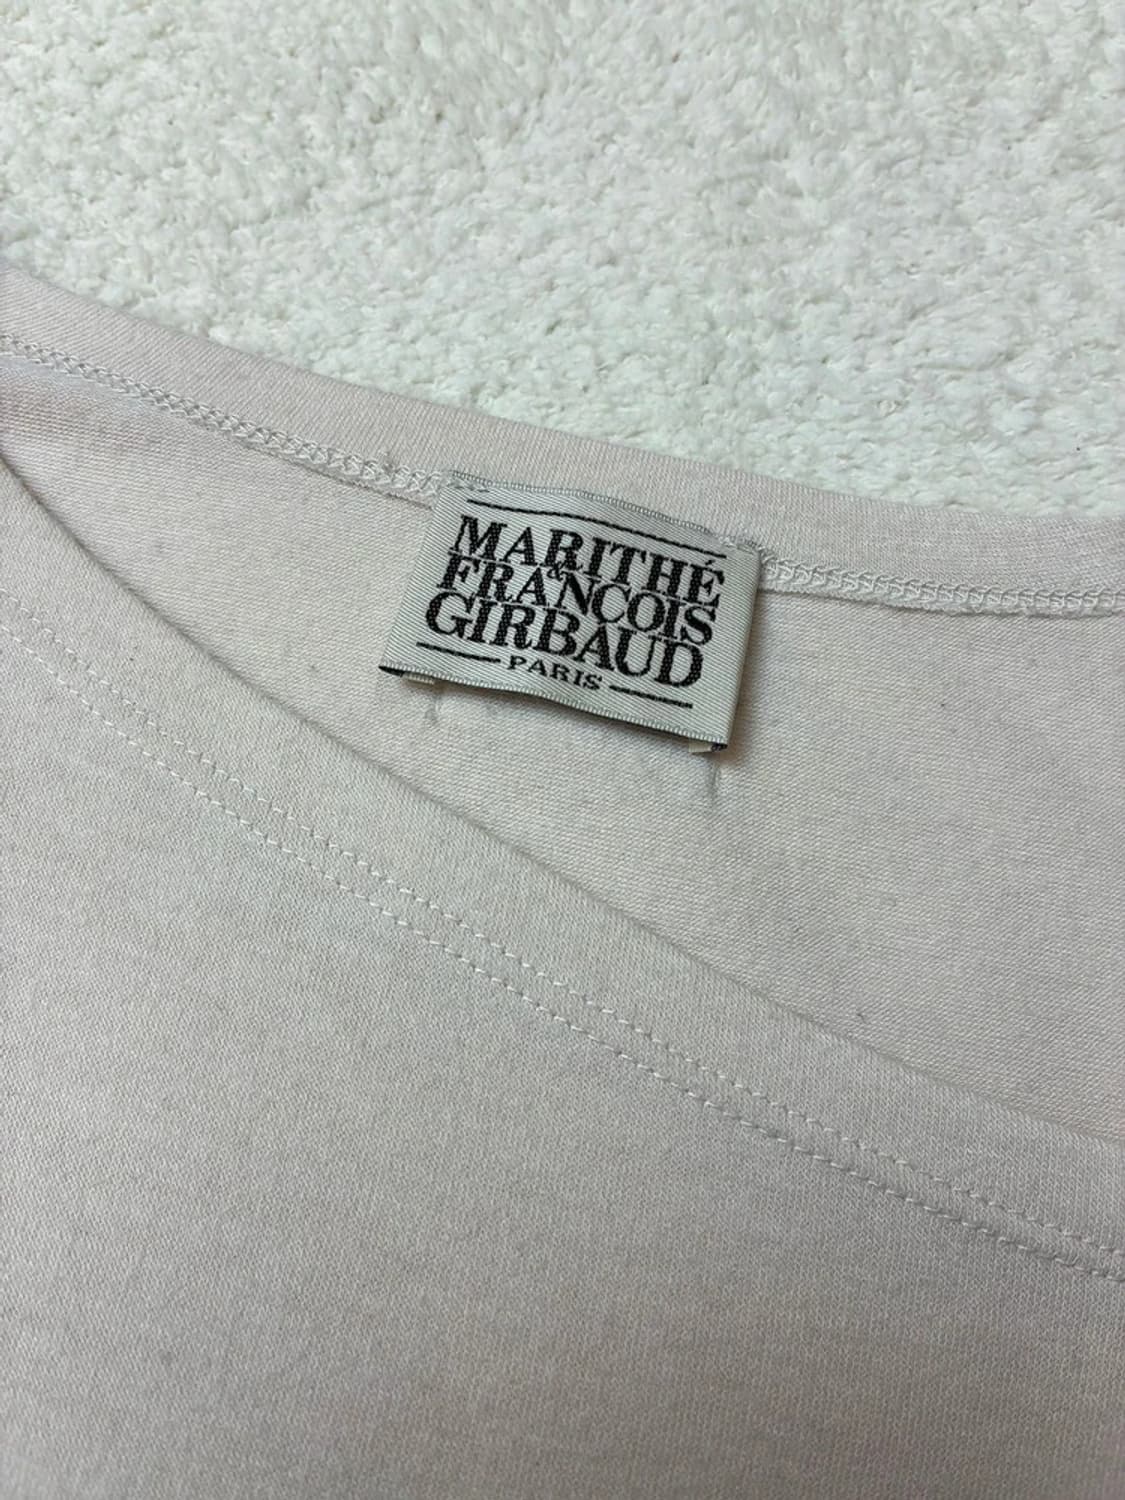 MARITHÉ
&
FRANÇOIS
GIRBAUD
PARIS